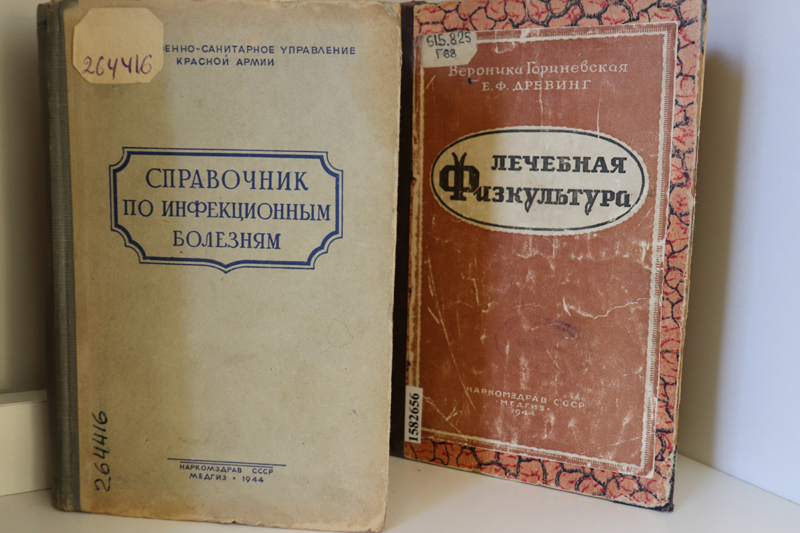 264416
ЕННО-САНИТАРНОЕ УПРАВЛЕНИЕ
КРАСНОЙ АРМИИ
СПРАВОЧНИК
ПО ИНФЕКЦИОННЫМ
БОЛЕЗНЯМ
264416
НАРКОМЗДРАВ СССР
МЕДГИЗ • 1944
615.825
Г68
Вероника Гориневская
Е.Ф. ДРЕВИНГ
ЛЕЧЕБНАЯ
Физкультура
НАРКОМЗДРАВ СССР
•МЕДГИЗ•
1944
1582656